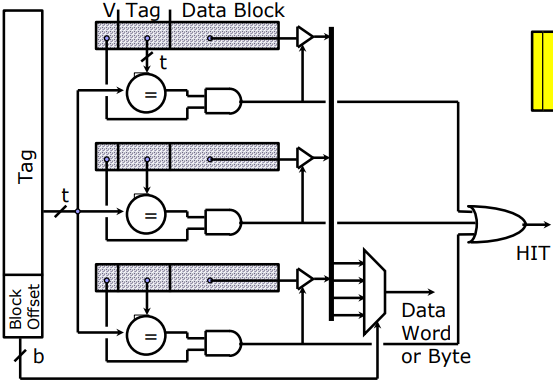 V Tag Data Block
t
=
Tag
t
=
HIT
Block
Offset
=
Data
Word
or Byte
b